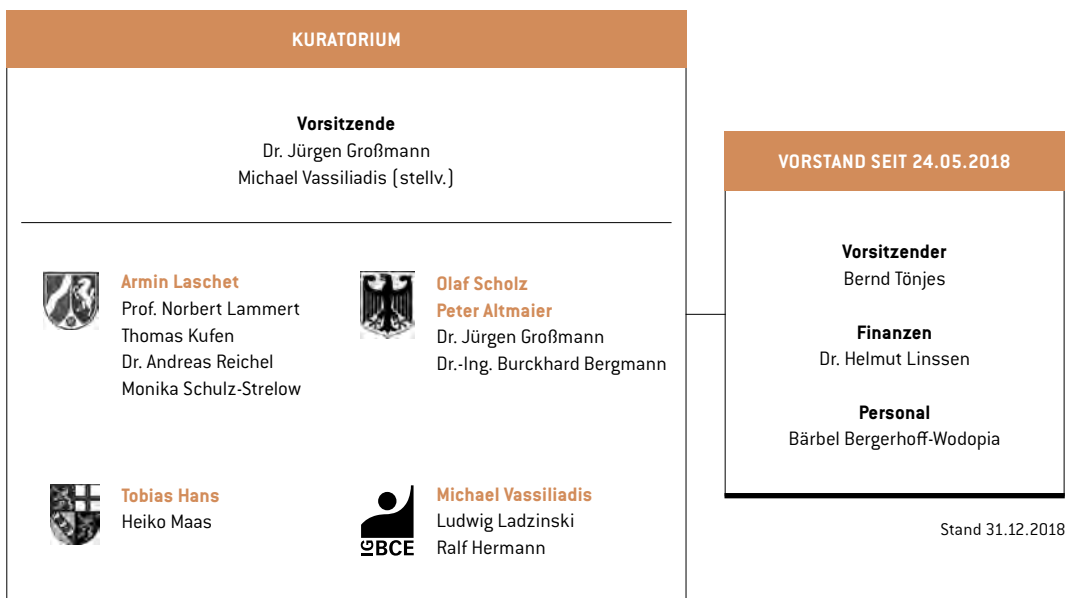 KURATORIUM
Vorsitzende
Dr. Jürgen Großmann
Michael Vassiliadis (stellv.)
Armin Laschet
Prof. Norbert Lammert
Thomas Kufen
Dr. Andreas Reichel
Monika Schulz-Strelow
Olaf Scholz
Peter Altmaier
Dr. Jürgen Großmann
Dr.-Ing. Burckhard Bergmann
Tobias Hans
Heiko Maas
IGBCE
Michael Vassiliadis
Ludwig Ladzinski
Ralf Hermann
VORSTAND SEIT 24.05.2018
Vorsitzender
Bernd Tönjes
Finanzen
Dr. Helmut Linssen
Personal
Bärbel Bergerhoff-Wodopia
Stand 31.12.2018